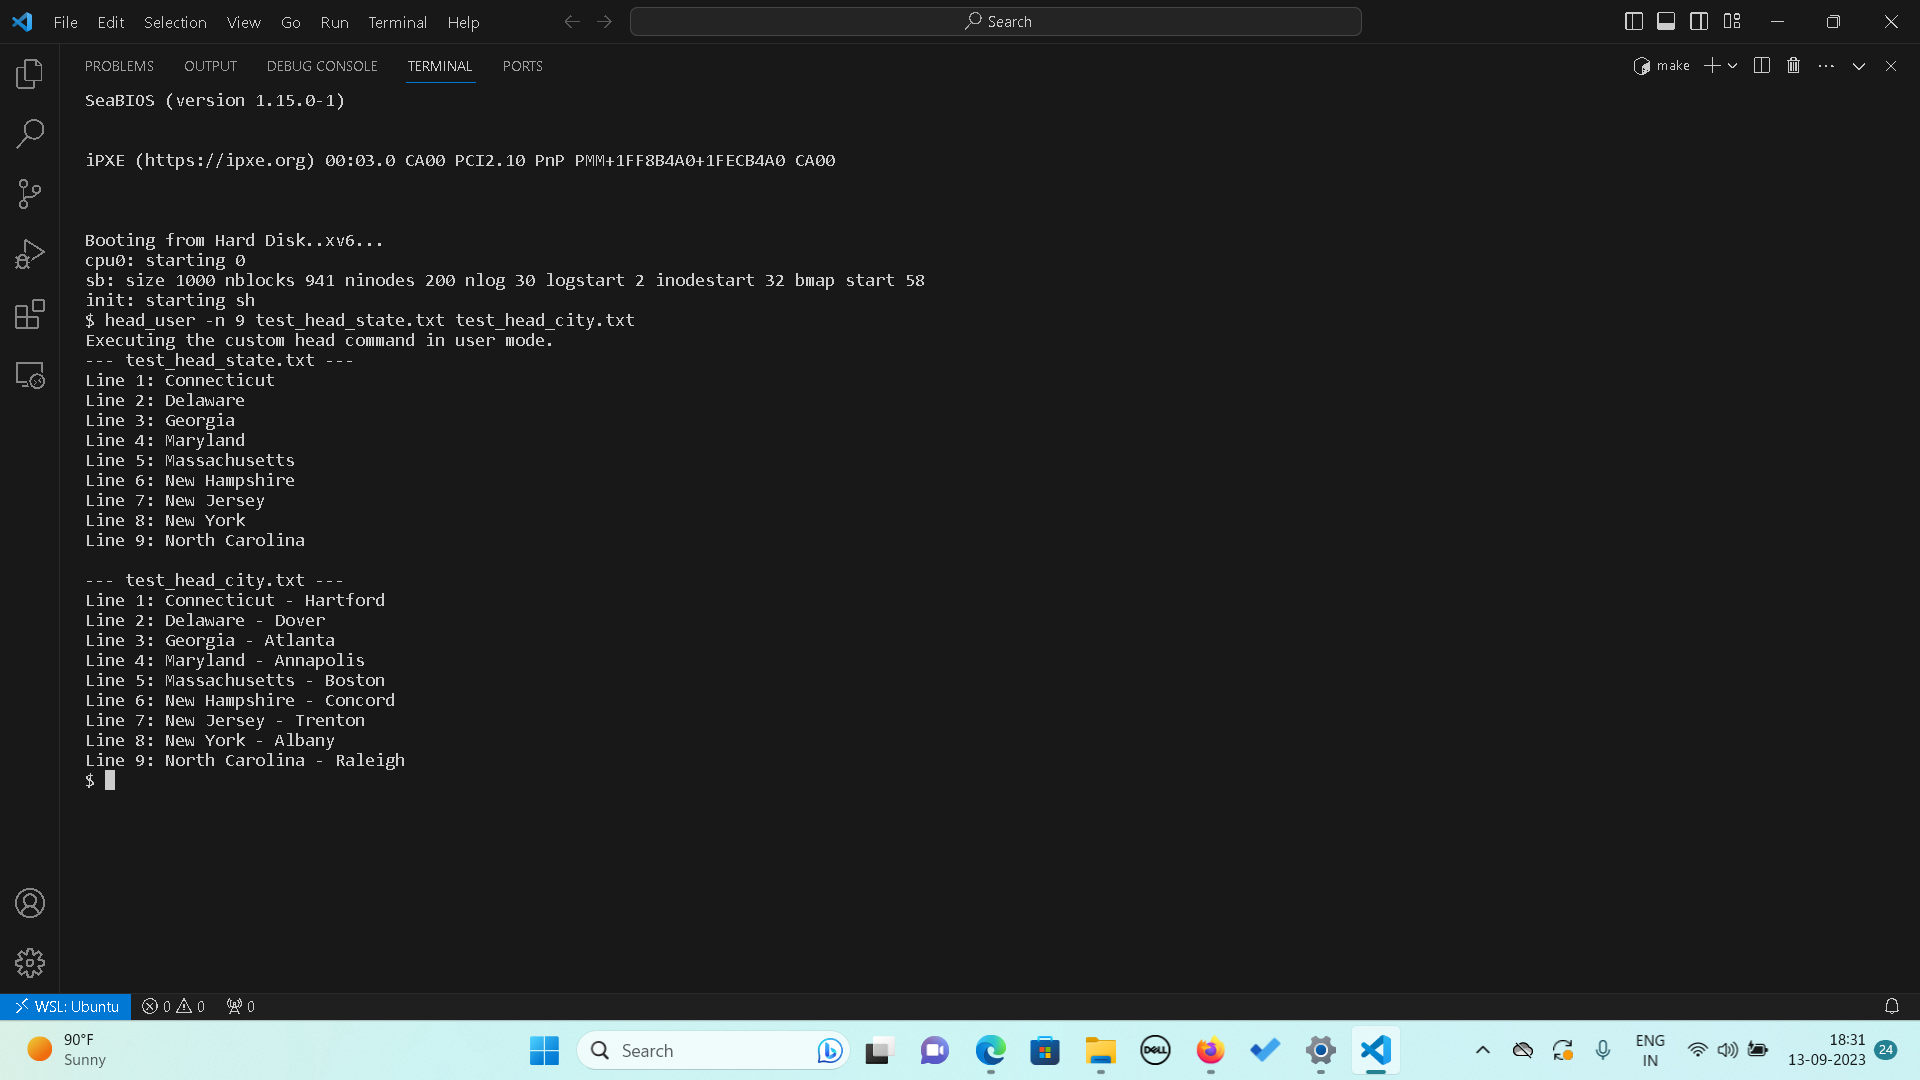 File Edit Selection View Go Run Terminal Help Search
PROBLEMS OUTPUT DEBUG CONSOLE TERMINAL PORTS make
SeaBIOS (version 1.15.0-1)
iPXE (https://ipxe.org) 00:03.0 CA00 PCI2.10 PnP PMM+1FF8B4A0+1FECB4A0 CA00
Booting from Hard Disk..xv6...
cpu0: starting 0
sb: size 1000 nblocks 941 ninodes 200 nlog 30 logstart 2 inodestart 32 bmap start 58
init: starting sh
$ head_user -n 9 test_head_state.txt test_head_city.txt
Executing the custom head command in user mode.
--- test_head_state.txt ---
Line 1: Connecticut
Line 2: Delaware
Line 3: Georgia
Line 4: Maryland
Line 5: Massachusetts
Line 6: New Hampshire
Line 7: New Jersey
Line 8: New York
Line 9: North Carolina
--- test_head_city.txt ---
Line 1: Connecticut - Hartford
Line 2: Delaware - Dover
Line 3: Georgia - Atlanta
Line 4: Maryland - Annapolis
Line 5: Massachusetts - Boston
Line 6: New Hampshire - Concord
Line 7: New Jersey - Trenton
Line 8: New York - Albany
Line 9: North Carolina - Raleigh
$
WSL: Ubuntu 0 0 0
90°F
Sunny
Search
DELL
ENG
IN
18:31
13-09-2023
24